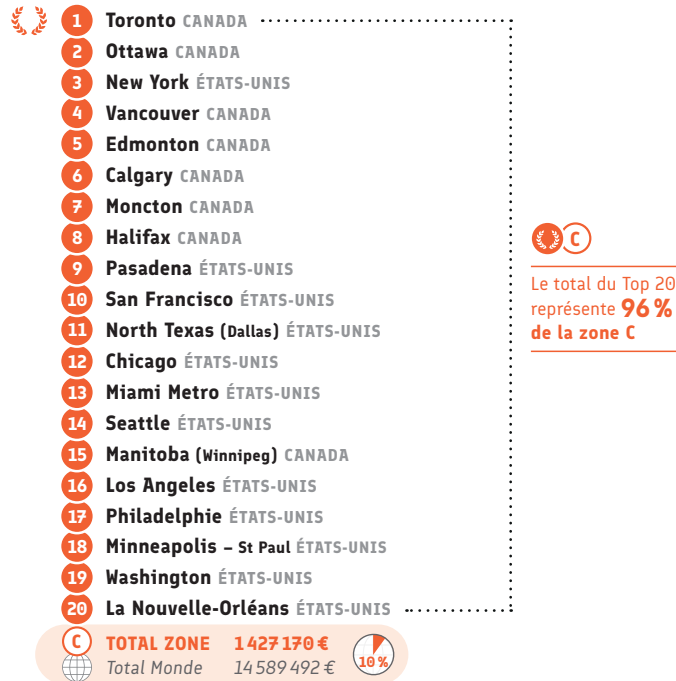 1 Toronto CANADA
2 Ottawa CANADA
3 New York ÉTATS-UNIS
4 Vancouver CANADA
5 Edmonton CANADA
6 Calgary CANADA
7 Moncton CANADA
8 Halifax CANADA
9 Pasadena ÉTATS-UNIS
10 San Francisco ÉTATS-UNIS
11 North Texas (Dallas) ÉTATS-UNIS
12 Chicago ÉTATS-UNIS
13 Miami Metro ÉTATS-UNIS
14 Seattle ÉTATS-UNIS
15 Manitoba (Winnipeg) CANADA
16 Los Angeles ÉTATS-UNIS
17 Philadelphie ÉTATS-UNIS
18 Minneapolis – St Paul ÉTATS-UNIS
19 Washington ÉTATS-UNIS
20 La Nouvelle-Orléans ÉTATS-UNIS
C TOTAL ZONE 1 427 170 €
Total Monde 14 589 492 €
10 %
C
Le total du Top 20
représente 96 %
de la zone C